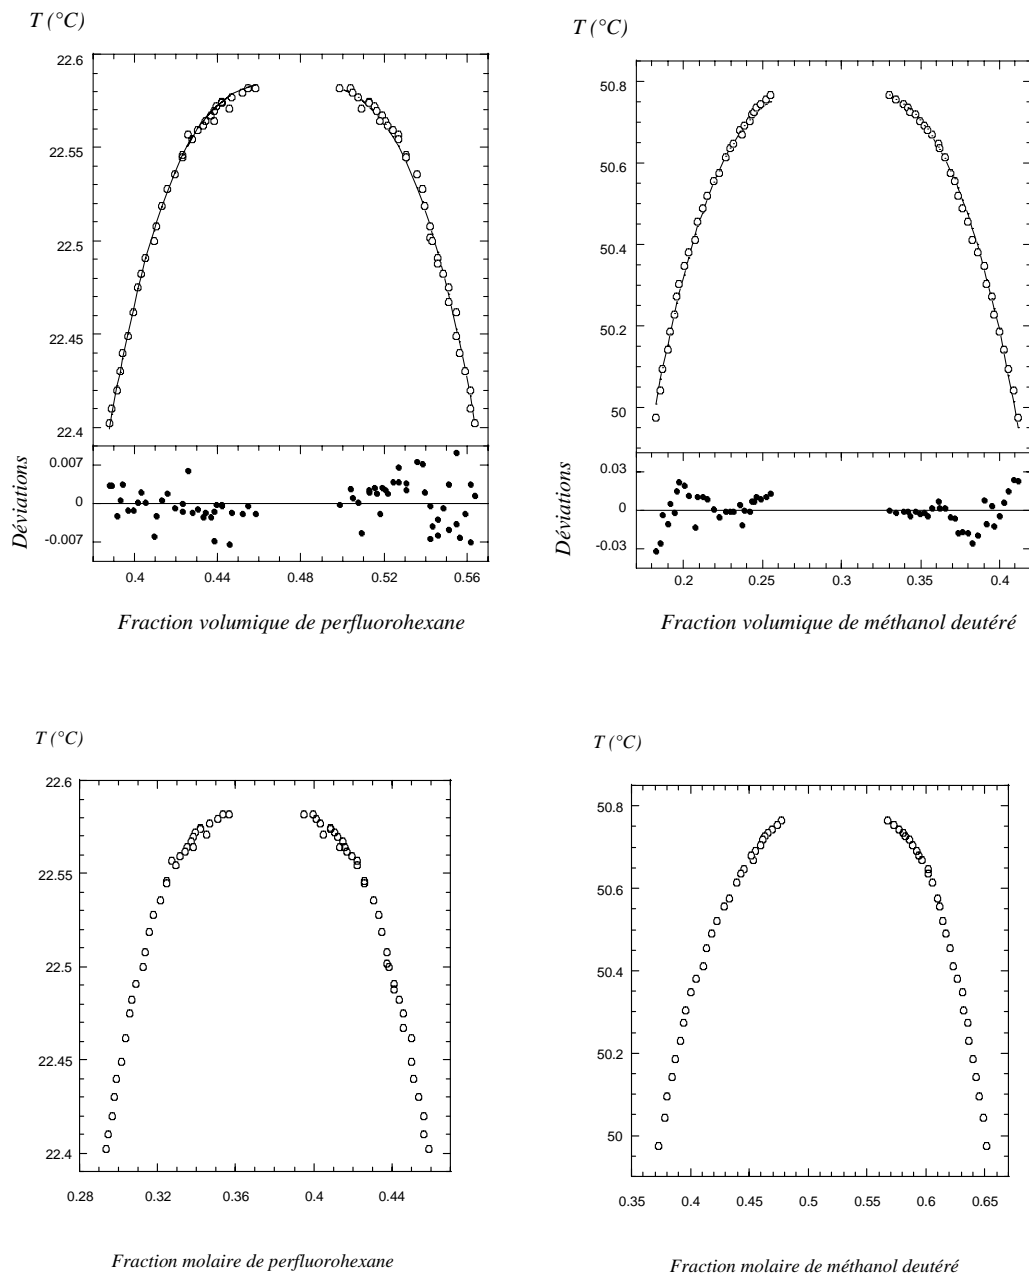 T (°C)
22.6
22.55
22.5
22.45
22.4
0.007
0
-0.007
Déviations
0.4 0.44 0.48 0.52 0.56
Fraction volumique de perfluorohexane
T (°C)
50.8
50.6
50.4
50.2
50
0.03
0
-0.03
Déviations
0.2 0.25 0.3 0.35 0.4
Fraction volumique de méthanol deutéré
T (°C)
22.6
22.55
22.5
22.45
22.4
0.28 0.32 0.36 0.4 0.44
Fraction molaire de perfluorohexane
T (°C)
50.8
50.6
50.4
50.2
50
0.35 0.4 0.45 0.5 0.55 0.6 0.65
Fraction molaire de méthanol deutéré